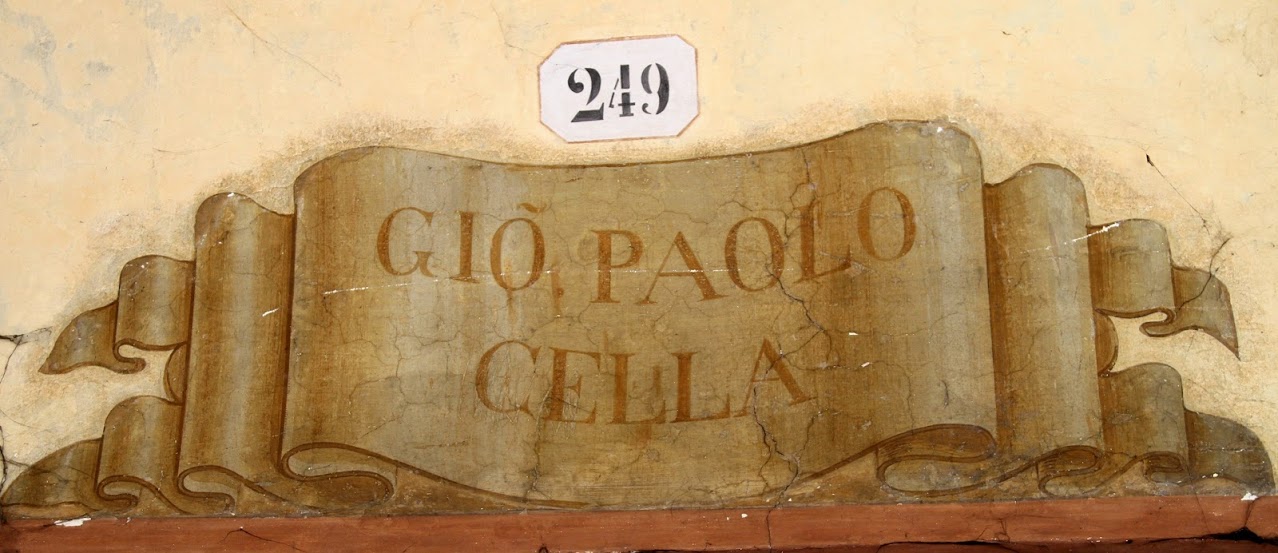 249
GIÕ, PAOLO
CELLA